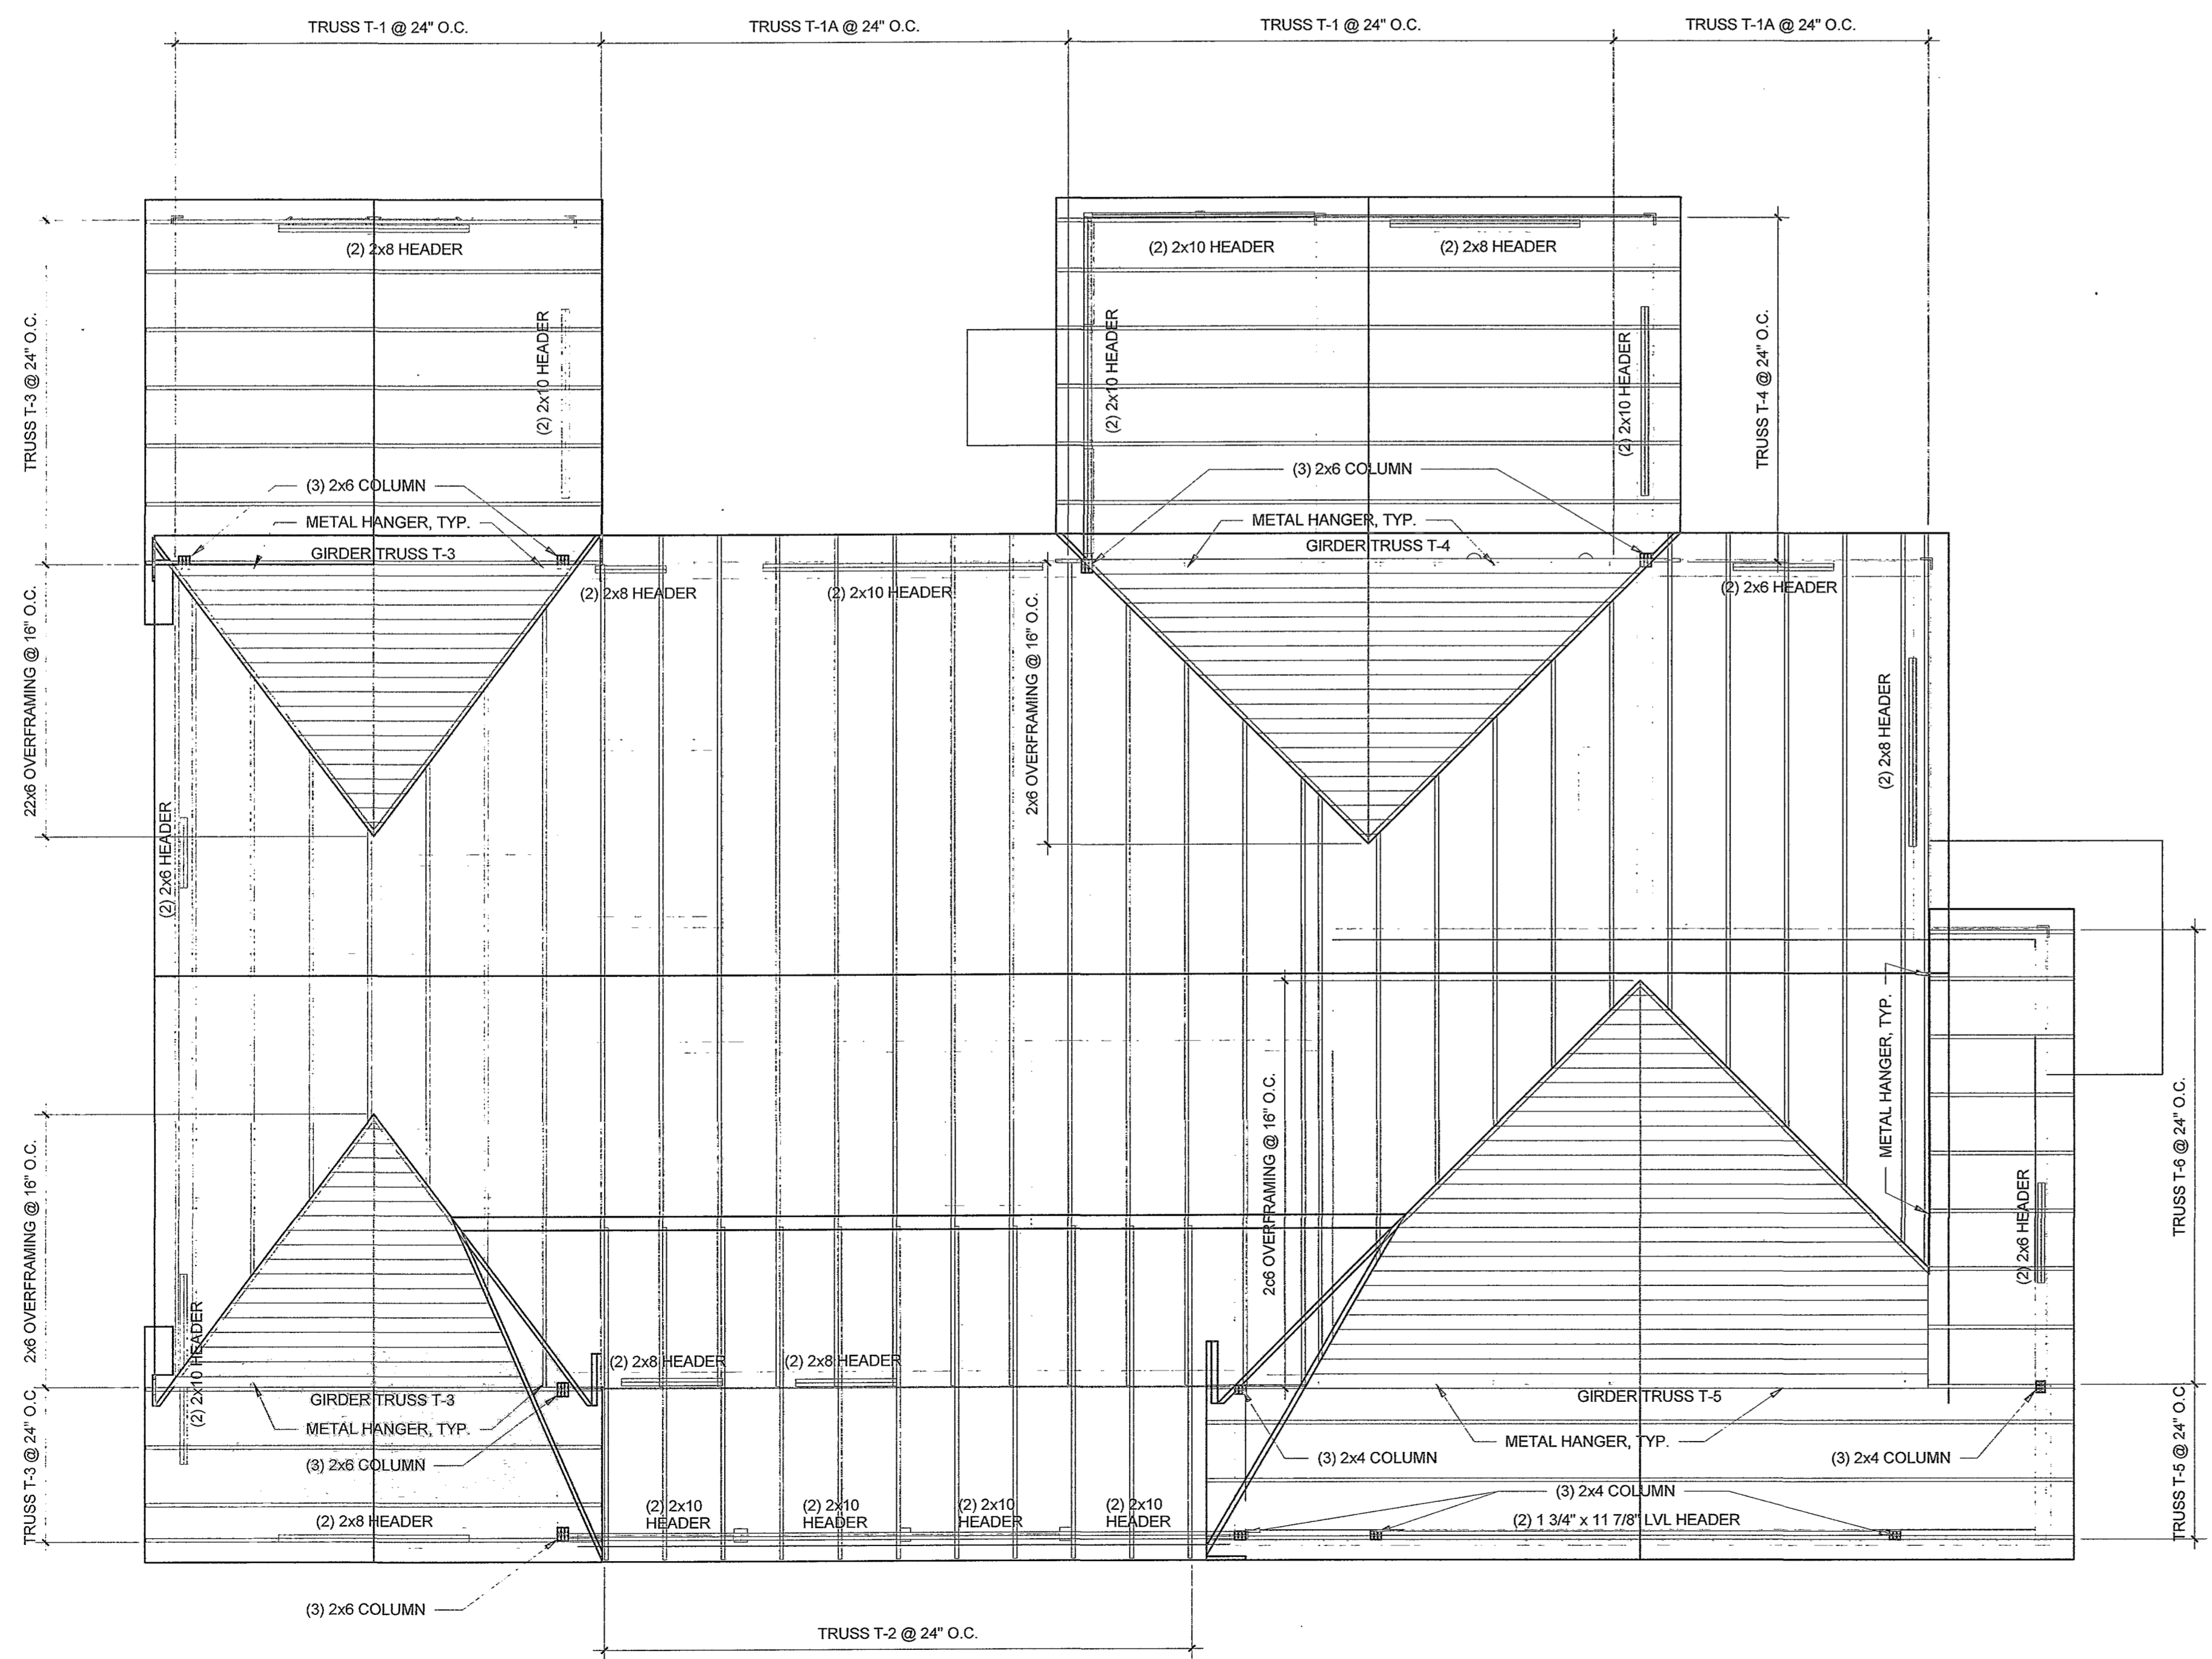 TRUSS T-1 @ 24" O.C.
TRUSS T-1A @ 24" O.C.
TRUSS T-1 @ 24" O.C.
TRUSS T-1A @ 24" O.C.
(2) 2x8 HEADER
(2) 2x10 HEADER
(2) 2x8 HEADER
TRUSS T-3 @ 24" O.C.
(2) 2x10 HEADER
(2) 2x10 HEADER
(2) 2x10 HEADER
TRUSS T-4 @ 24" O.C.
(3) 2x6 COLUMN
(3) 2x6 COLUMN
METAL HANGER, TYP.
METAL HANGER, TYP.
GIRDER TRUSS T-3
GIRDER TRUSS T-4
(2) 2x8 HEADER
(2) 2x10 HEADER
(2) 2x6 HEADER
22x6 OVERFRAMING @ 16" O.C.
2x6 OVERFRAMING @ 16" O.C.
(2) 2x8 HEADER
(2) 2x6 HEADER
METAL HANGER, TYP.
TRUSS T-6 @ 24" O.C.
2c6 OVERFRAMING @ 16" O.C.
2x6 OVERFRAMING @ 16" O.C.
(2) 2x6 HEADER
(2) 2x10 HEADER
(2) 2x8 HEADER
(2) 2x8 HEADER
GIRDER TRUSS T-3
GIRDER TRUSS T-5
METAL HANGER, TYP.
METAL HANGER, TYP.
(3) 2x6 COLUMN
(3) 2x4 COLUMN
(3) 2x4 COLUMN
TRUSS T-3 @ 24" O.C
TRUSS T-5 @ 24" O.C
(3) 2x4 COLUMN
(2) 2x8 HEADER
(2) 2x10
HEADER
(2) 2x10
HEADER
(2) 2x10
HEADER
(2) 2x10
HEADER
(2) 1 3/4" x 11 7/8" LVL HEADER
(3) 2x6 COLUMN
TRUSS T-2 @ 24" O.C.